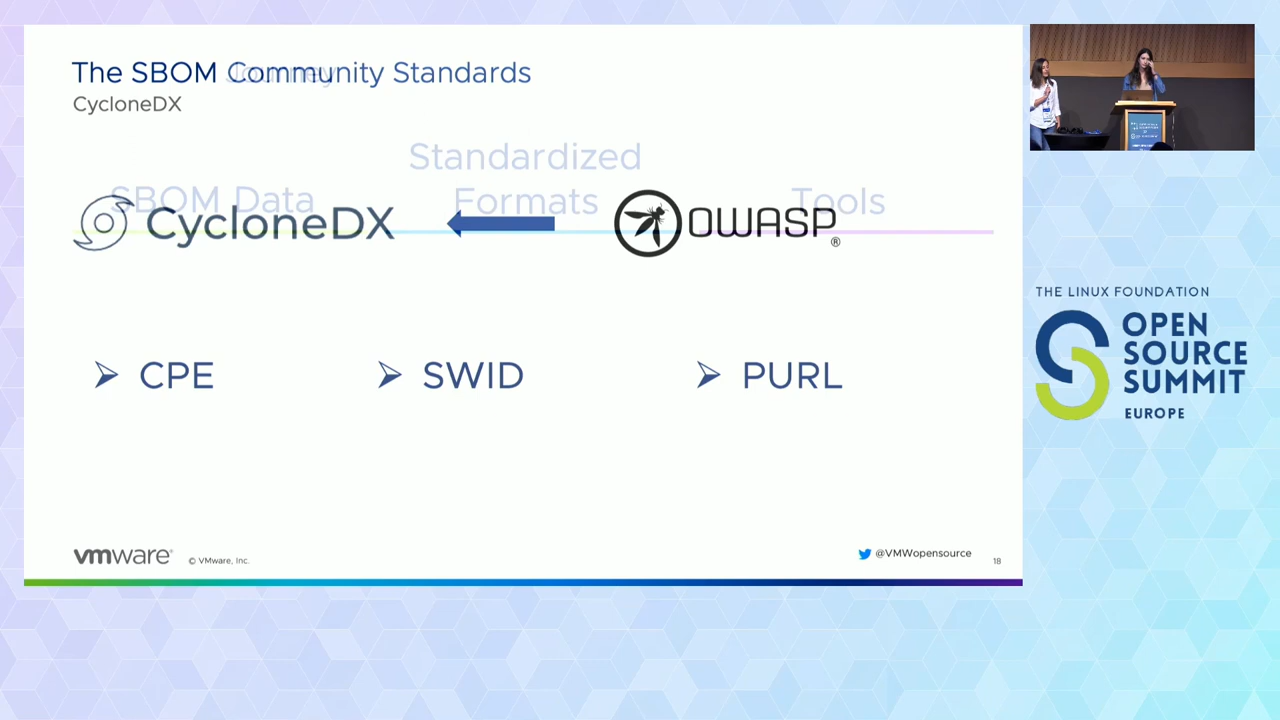 The SBOM Community Standards
Journey
CycloneDX
Standardized
SBOM Data
Formats
Tools
CycloneDX
OWASP®
➢ CPE
➢ SWID
➢ PURL
vmware®
© VMware, Inc.
@VMWopensource
18
THE LINUX FOUNDATION
OPEN
SOURCE
SUMMIT
EUROPE